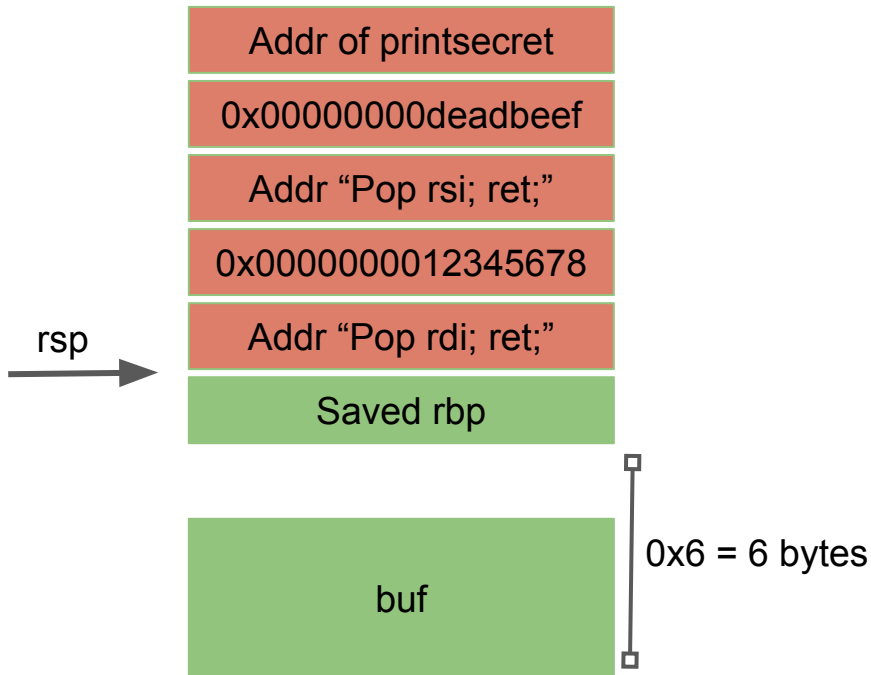 Addr of printsecret
0x00000000deadbeef
Addr “Pop rsi; ret;”
0x0000000012345678
Addr “Pop rdi; ret;”
rsp
Saved rbp
0x6 = 6 bytes
buf